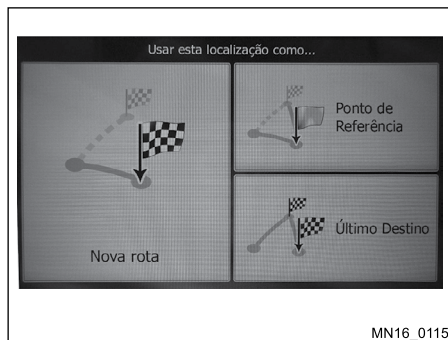 Usar esta localização como...
Ponto de
Referência
Último Destino
Nova rota
MN16_0115